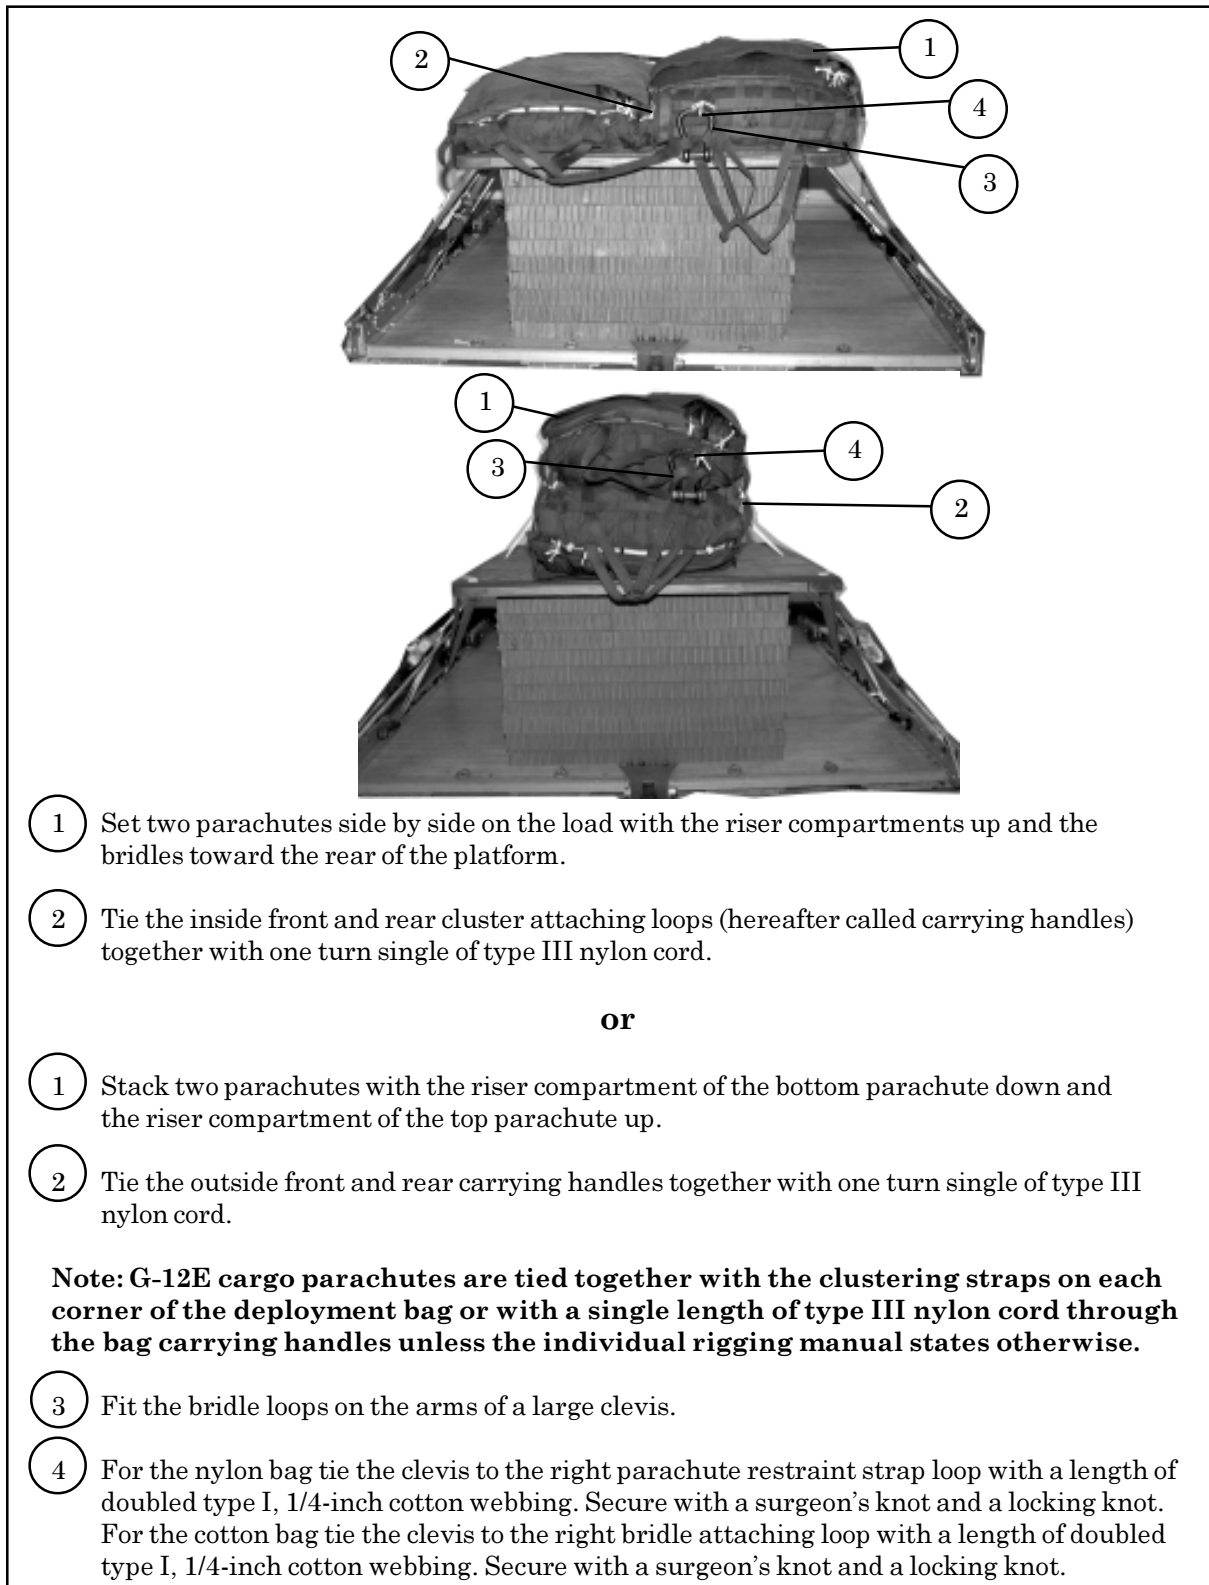 1
2
4
3
1
4
3
2
1 Set two parachutes side by side on the load with the riser compartments up and the
bridles toward the rear of the platform.
2 Tie the inside front and rear cluster attaching loops (hereafter called carrying handles)
together with one turn single of type III nylon cord.
or
1 Stack two parachutes with the riser compartment of the bottom parachute down and
the riser compartment of the top parachute up.
2 Tie the outside front and rear carrying handles together with one turn single of type III
nylon cord.
Note: G-12E cargo parachutes are tied together with the clustering straps on each
corner of the deployment bag or with a single length of type III nylon cord through
the bag carrying handles unless the individual rigging manual states otherwise.
3 Fit the bridle loops on the arms of a large clevis.
4 For the nylon bag tie the clevis to the right parachute restraint strap loop with a length of
doubled type I, 1/4-inch cotton webbing. Secure with a surgeon’s knot and a locking knot.
For the cotton bag tie the clevis to the right bridle attaching loop with a length of doubled
type I, 1/4-inch cotton webbing. Secure with a surgeon’s knot and a locking knot.